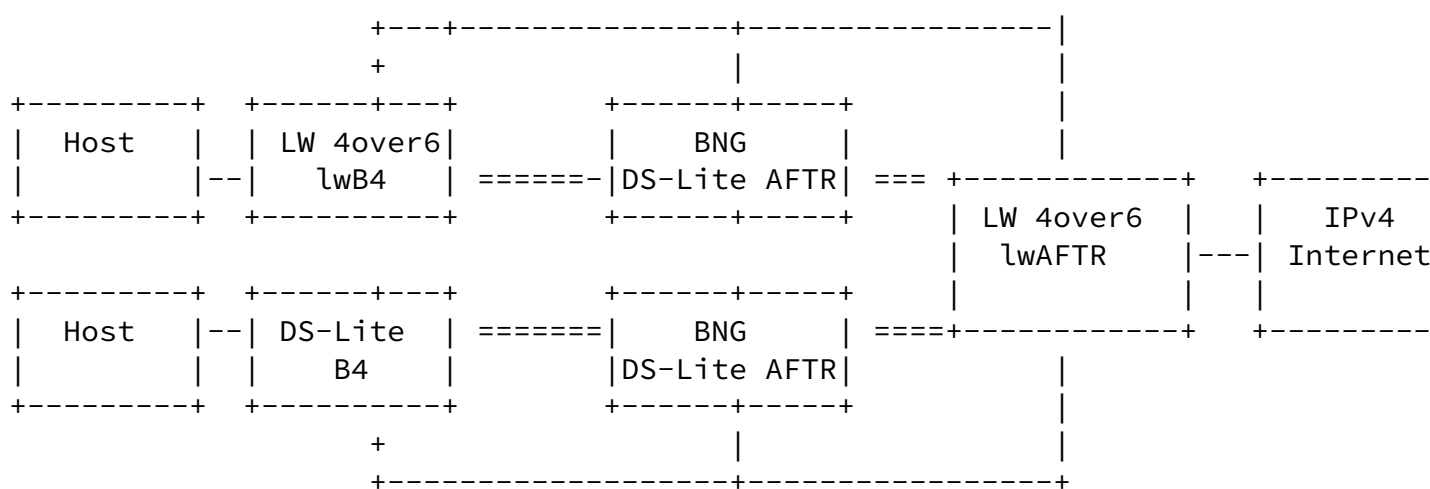 Host LW 4over6 BNG
lwB4 DS-Lite AFTR
LW 4over6 IPv4
lwAFTR Internet
Host DS-Lite BNG
B4 DS-Lite AFTR